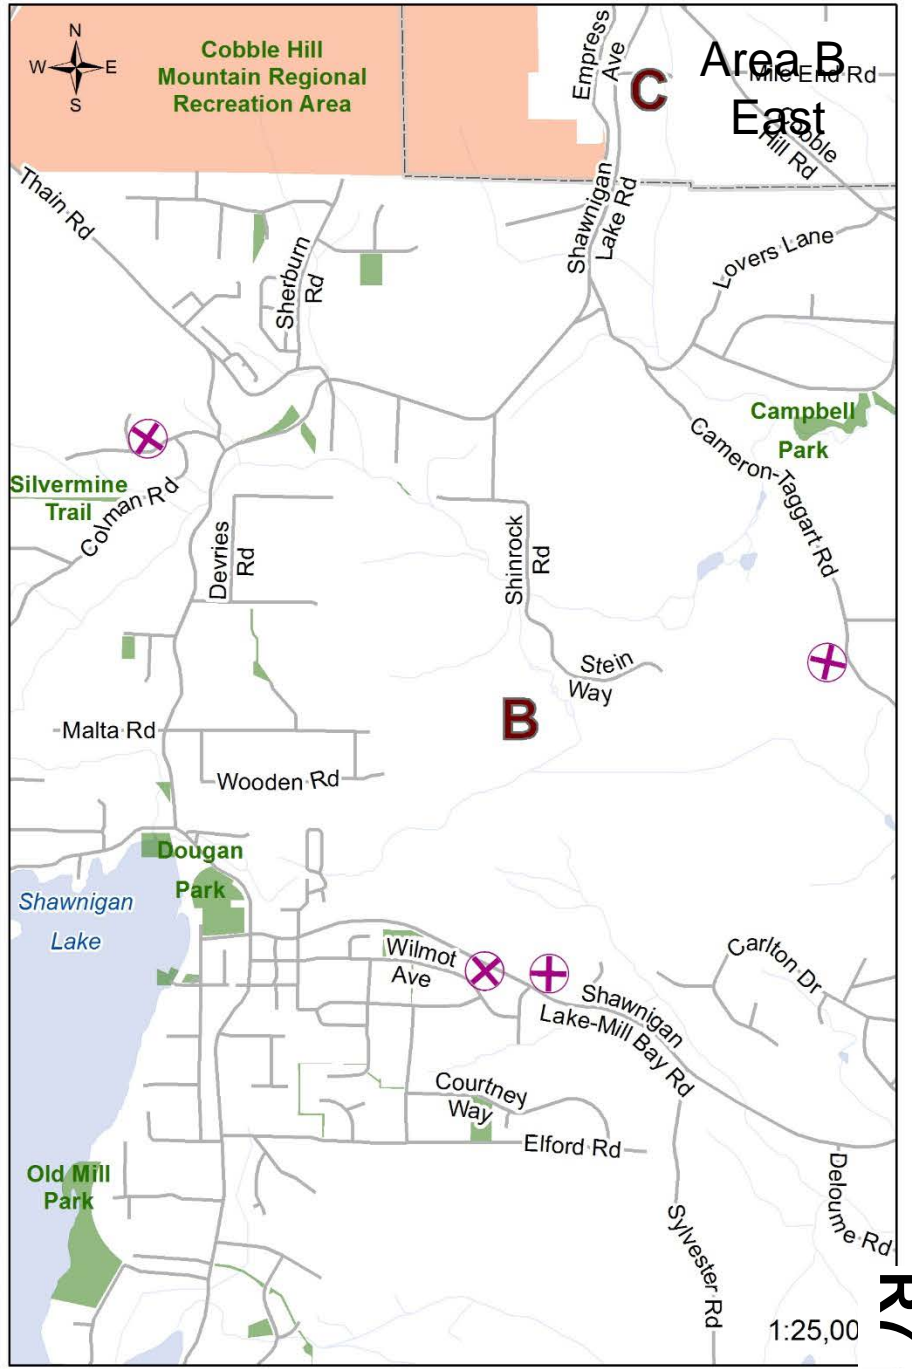 N
W E
S
Cobble Hill
Mountain Regional
Recreation Area
Empress
Ave
C
Area B
East
Mile End Rd
Cobble
Hill Rd
Thain Rd
Shawnigan
Lake Rd
Lovers Lane
Sherburn
Rd
Campbell
Park
Cameron-Taggart Rd
Silvermine
Trail
Colman Rd
Devries
Rd
Shinrock
Rd
Stein
Way
B
Malta Rd
Wooden Rd
Dougan
Park
Shawnigan
Lake
Wilmot
Ave
Carlton Dr
Shawnigan
Lake-Mill Bay Rd
Courtney
Way
Elford Rd
Old Mill
Park
Deloume Rd
Sylvester Rd
1:25,00